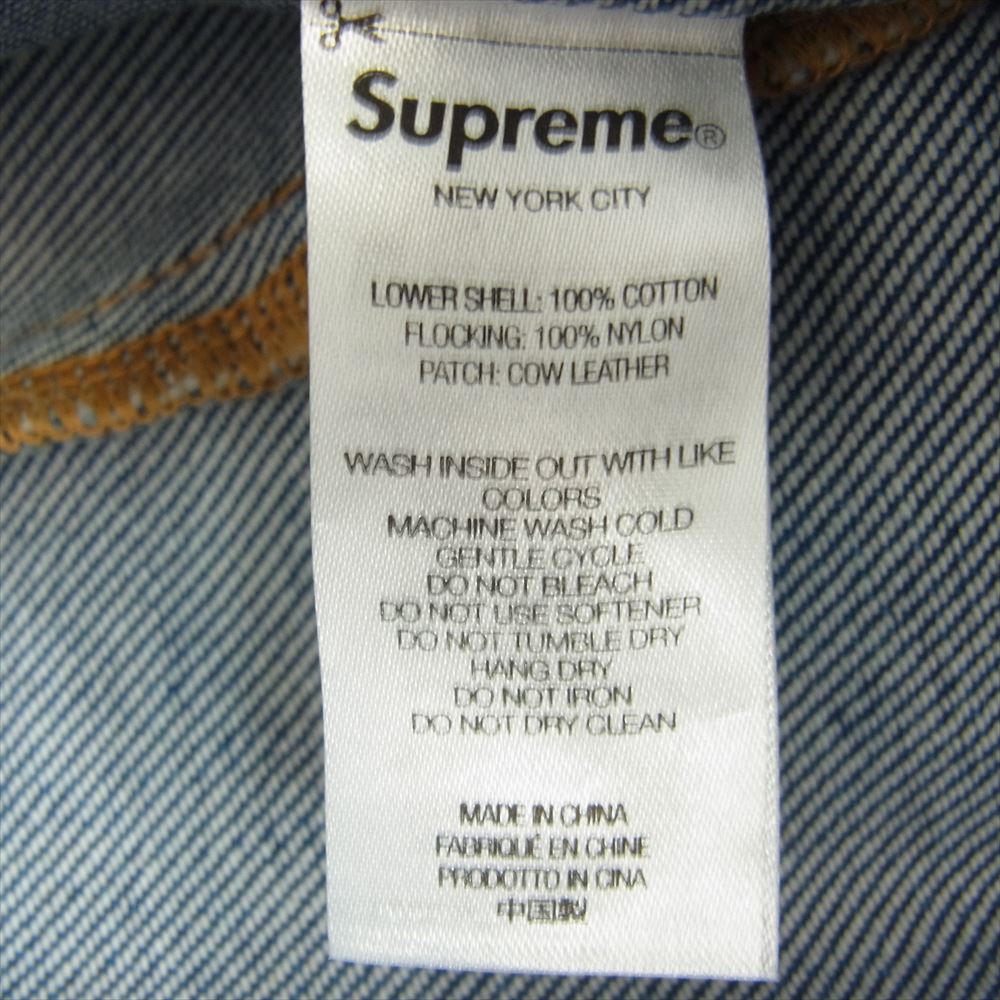 Supreme®
NEW YORK CITY
LOWER SHELL: 100% COTTON
FLOCKING: 100% NYLON
PATCH: COW LEATHER
WASH INSIDE OUT WITH LIKE
COLORS
MACHINE WASH COLD
GENTLE CYCLE
DO NOT BLEACH
DO NOT USE SOFTENER
DO NOT TUMBLE DRY
HANG DRY
DO NOT IRON
DO NOT DRY CLEAN
MADE IN CHINA
FABRIQUÉ EN CHINE
PRODOTTO IN CINA
中国製